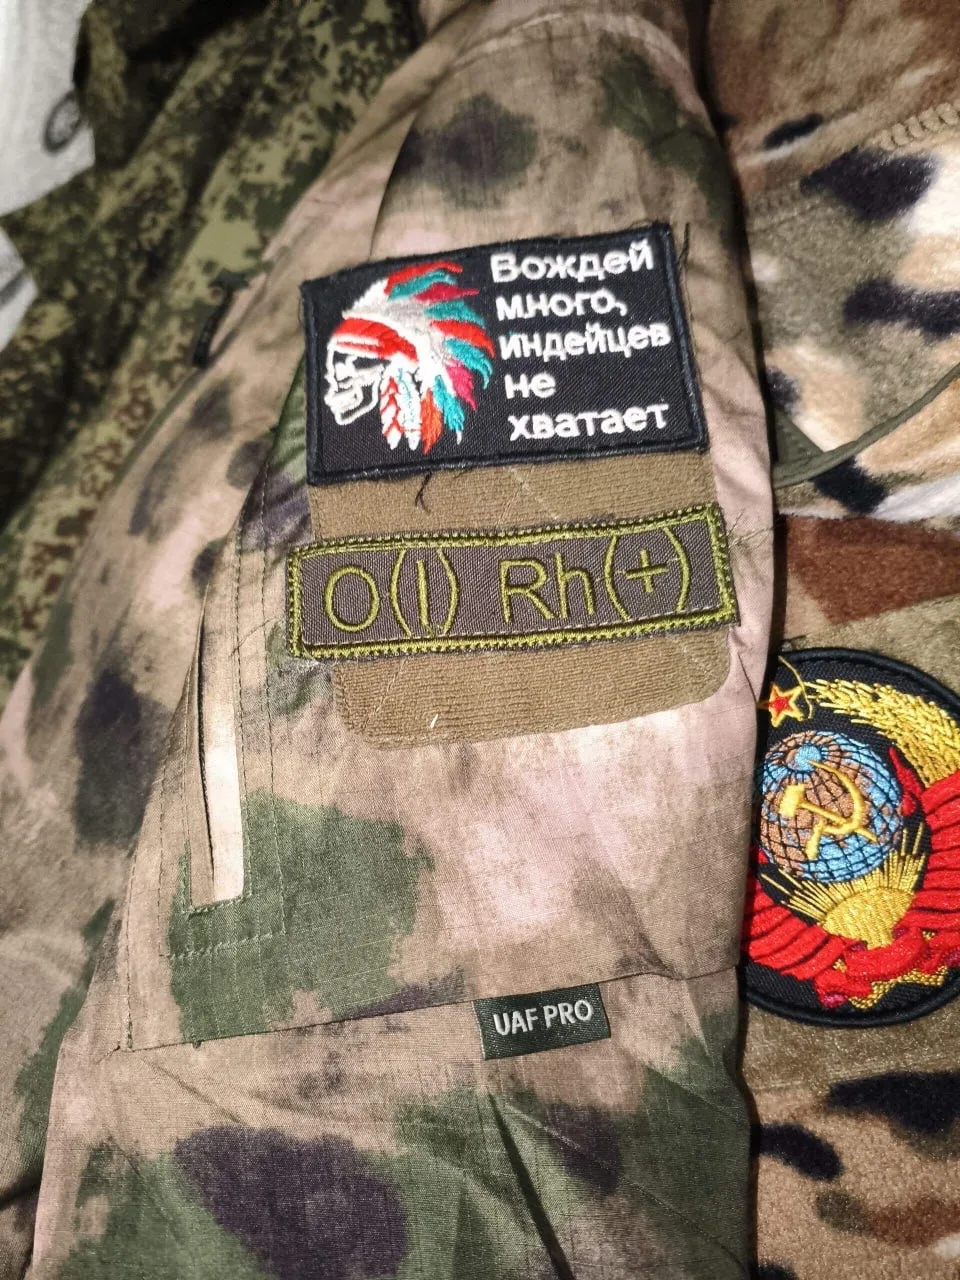 Вождей
много,
индейцев
не
хватает
O(I) Rh(+)
UAF PRO